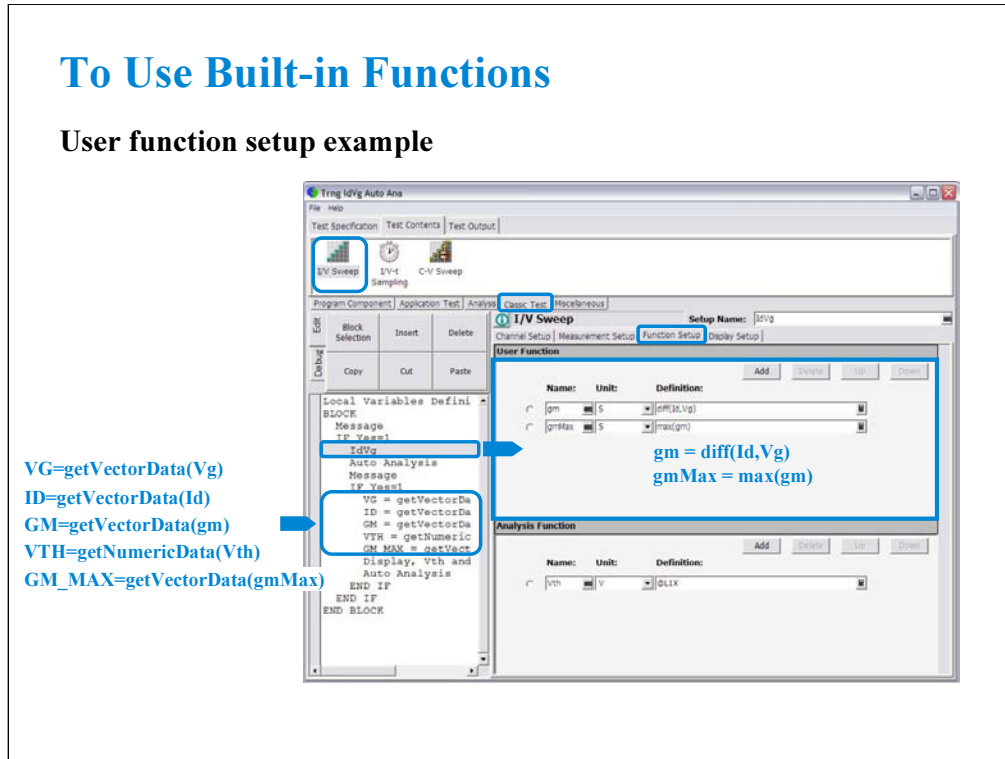 To Use Built-in Functions
User function setup example
Trng IdVg Auto Ana
File Help
Test Specification Test Contents Test Output
I/V Sweep
I/V-t Sampling
C-V Sweep
Program Component Application Test Analysis Classic Test Miscellaneous
Edit
Debug
Block Selection Insert Delete
Copy Cut Paste
I/V Sweep Setup Name: IdVg
Channel Setup Measurement Setup Function Setup Display Setup
User Function
Add Delete Up Down
Name: Unit: Definition:
gm S diff(Id,Vg)
gmMax S max(gm)
gm = diff(Id,Vg)
gmMax = max(gm)
Analysis Function
Add Delete Up Down
Name: Unit: Definition:
Vth V @L1X
Local Variables Defini
BLOCK
Message
IF Yes=1
IdVg
Auto Analysis
Message
IF Yes=1
VG = getVectorDa
ID = getVectorDa
GM = getVectorDa
VTH = getNumeric
GM_MAX = getVect
Display, Vth and
Auto Analysis
END IF
END IF
END BLOCK
VG=getVectorData(Vg)
ID=getVectorData(Id)
GM=getVectorData(gm)
VTH=getNumericData(Vth)
GM_MAX=getVectorData(gmMax)